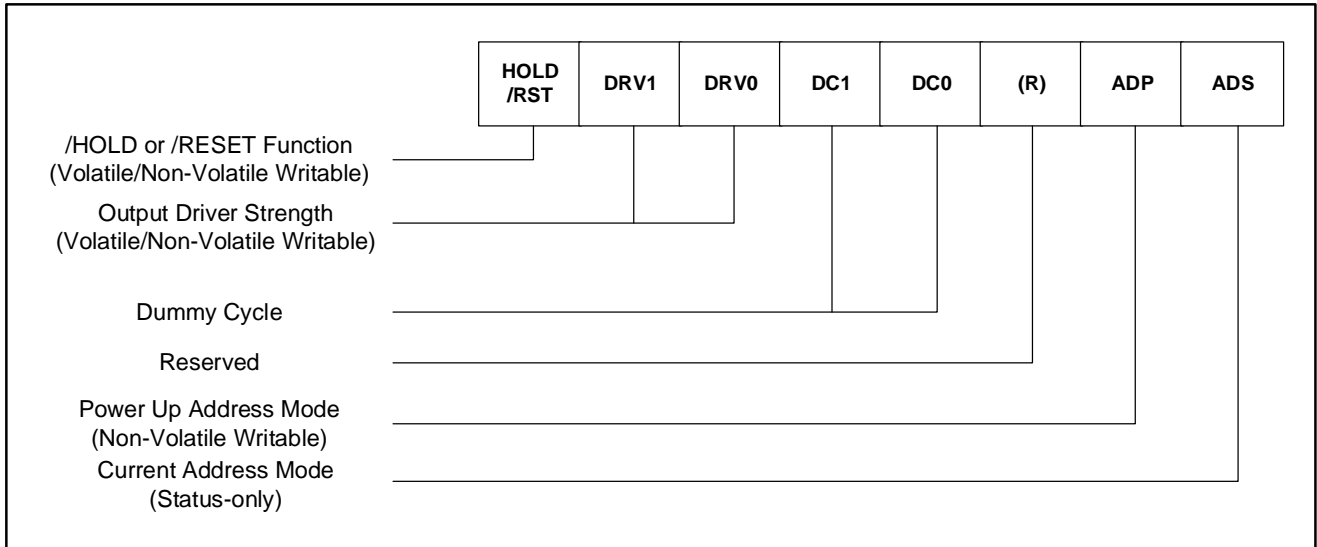 HOLD
/RST
DRV1
DRV0
DC1
DC0
(R)
ADP
ADS
/HOLD or /RESET Function
(Volatile/Non-Volatile Writable)
Output Driver Strength
(Volatile/Non-Volatile Writable)
Dummy Cycle
Reserved
Power Up Address Mode
(Non-Volatile Writable)
Current Address Mode
(Status-only)